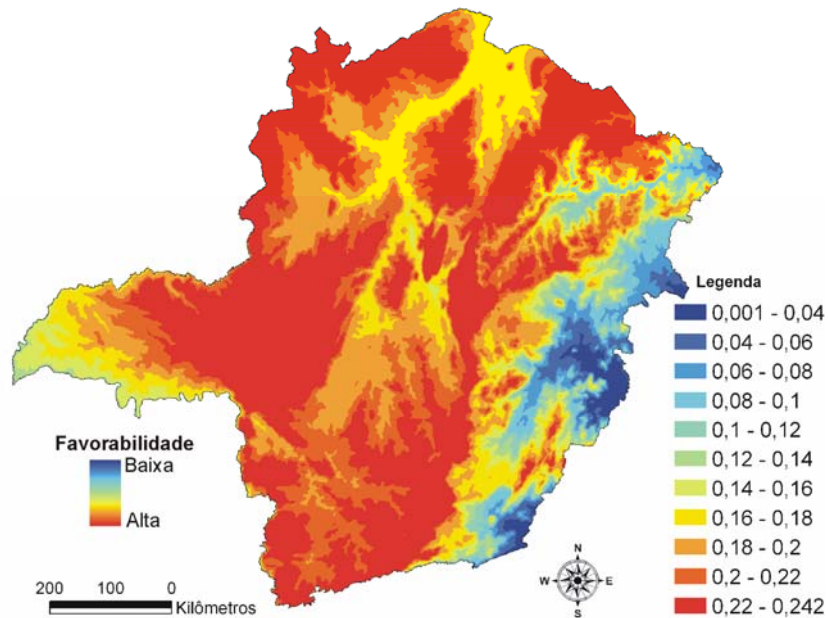 Legenda
0,001 - 0,04
0,04 - 0,06
0,06 - 0,08
0,08 - 0,1
0,1 - 0,12
0,12 - 0,14
0,14 - 0,16
0,16 - 0,18
0,18 - 0,2
0,2 - 0,22
0,22 - 0,242
Favorabilidade
Baixa
Alta
200 100 0
Kilômetros
N
W E
S